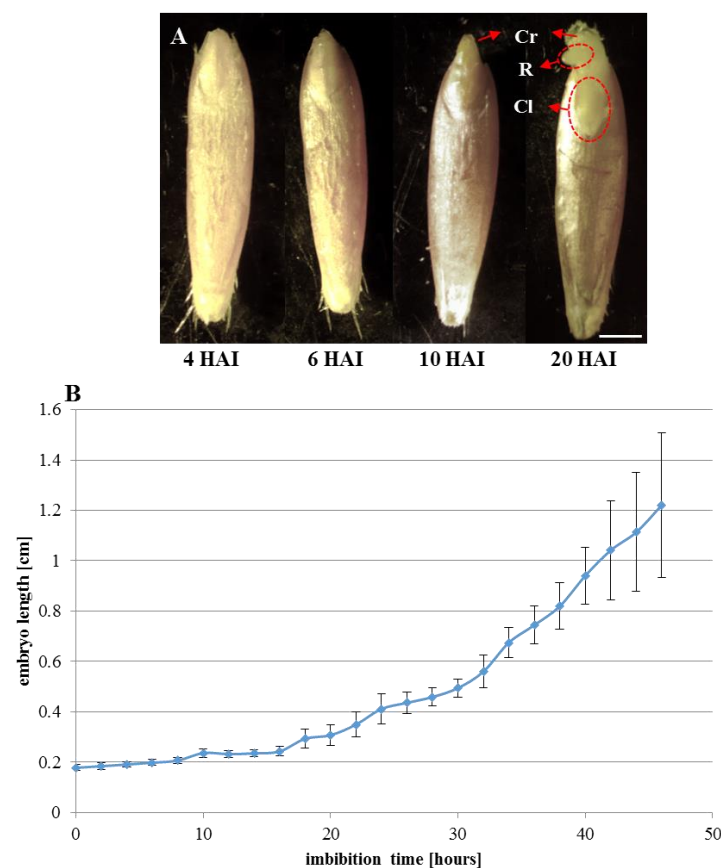 A
Cr
R
Cl
4 HAI 6 HAI 10 HAI 20 HAI
B
1.6
1.4
1.2
1
0.8
0.6
0.4
0.2
0
embryo length [cm]
0 10 20 30 40 50
imbibition time [hours]